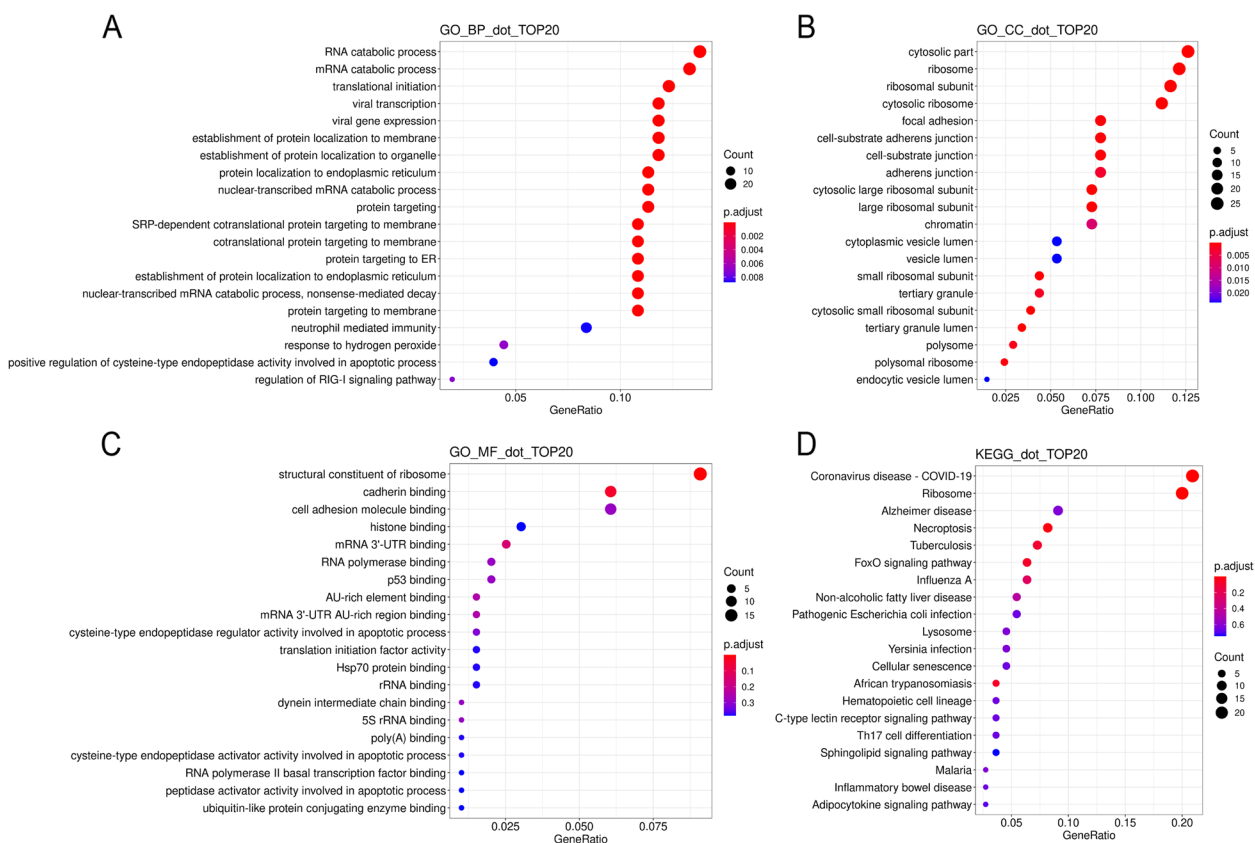 A
GO_BP_dot_TOP20
RNA catabolic process
mRNA catabolic process
translational initiation
viral transcription
viral gene expression
establishment of protein localization to membrane
establishment of protein localization to organelle
protein localization to endoplasmic reticulum
nuclear-transcribed mRNA catabolic process
protein targeting
SRP-dependent cotranslational protein targeting to membrane
cotranslational protein targeting to membrane
protein targeting to ER
establishment of protein localization to endoplasmic reticulum
nuclear-transcribed mRNA catabolic process, nonsense-mediated decay
protein targeting to membrane
neutrophil mediated immunity
response to hydrogen peroxide
positive regulation of cysteine-type endopeptidase activity involved in apoptotic process
regulation of RIG-I signaling pathway
0.05 0.10
GeneRatio
Count
10
20
p.adjust
0.002
0.004
0.006
0.008
B
GO_CC_dot_TOP20
cytosolic part
ribosome
ribosomal subunit
cytosolic ribosome
focal adhesion
cell-substrate adherens junction
cell-substrate junction
adherens junction
cytosolic large ribosomal subunit
large ribosomal subunit
chromatin
cytoplasmic vesicle lumen
vesicle lumen
small ribosomal subunit
tertiary granule
cytosolic small ribosomal subunit
tertiary granule lumen
polysome
polysomal ribosome
endocytic vesicle lumen
0.025 0.050 0.075 0.100 0.125
GeneRatio
Count
5
10
15
20
25
p.adjust
0.005
0.010
0.015
0.020
C
GO_MF_dot_TOP20
structural constituent of ribosome
cadherin binding
cell adhesion molecule binding
histone binding
mRNA 3'-UTR binding
RNA polymerase binding
p53 binding
AU-rich element binding
mRNA 3'-UTR AU-rich region binding
cysteine-type endopeptidase regulator activity involved in apoptotic process
translation initiation factor activity
Hsp70 protein binding
rRNA binding
dynein intermediate chain binding
5S rRNA binding
poly(A) binding
cysteine-type endopeptidase activator activity involved in apoptotic process
RNA polymerase II basal transcription factor binding
peptidase activator activity involved in apoptotic process
ubiquitin-like protein conjugating enzyme binding
0.025 0.050 0.075
GeneRatio
Count
5
10
15
p.adjust
0.1
0.2
0.3
D
KEGG_dot_TOP20
Coronavirus disease - COVID-19
Ribosome
Alzheimer disease
Necroptosis
Tuberculosis
FoxO signaling pathway
Influenza A
Non-alcoholic fatty liver disease
Pathogenic Escherichia coli infection
Lysosome
Yersinia infection
Cellular senescence
African trypanosomiasis
Hematopoietic cell lineage
C-type lectin receptor signaling pathway
Th17 cell differentiation
Sphingolipid signaling pathway
Malaria
Inflammatory bowel disease
Adipocytokine signaling pathway
0.05 0.10 0.15 0.20
GeneRatio
p.adjust
0.2
0.4
0.6
Count
5
10
15
20